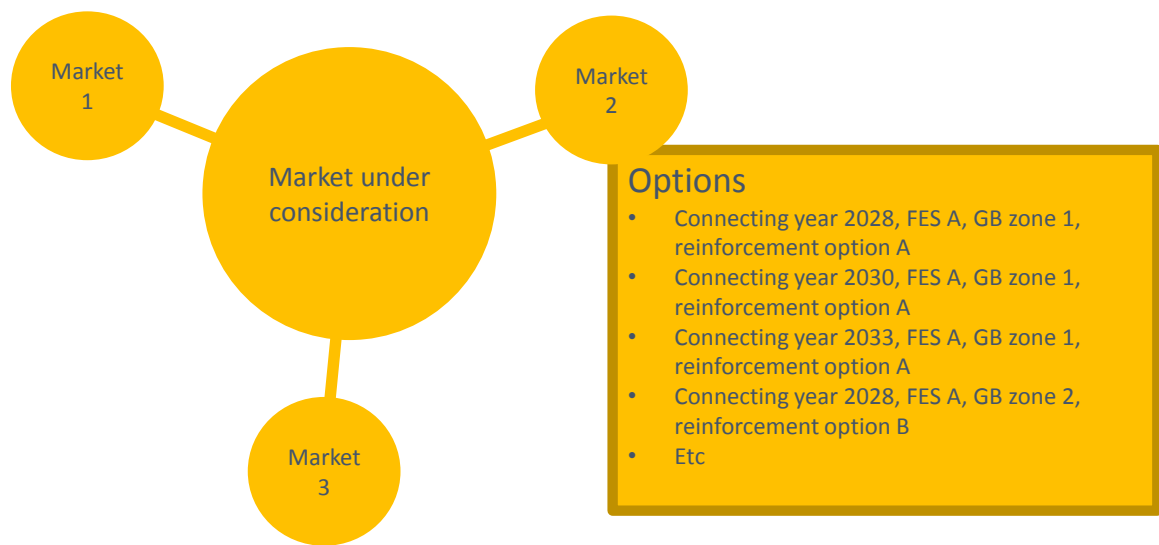 Market
1
Market
2
Market under
consideration
Options
• Connecting year 2028, FES A, GB zone 1,
reinforcement option A
• Connecting year 2030, FES A, GB zone 1,
reinforcement option A
• Connecting year 2033, FES A, GB zone 1,
reinforcement option A
• Connecting year 2028, FES A, GB zone 2,
reinforcement option B
• Etc
Market
3